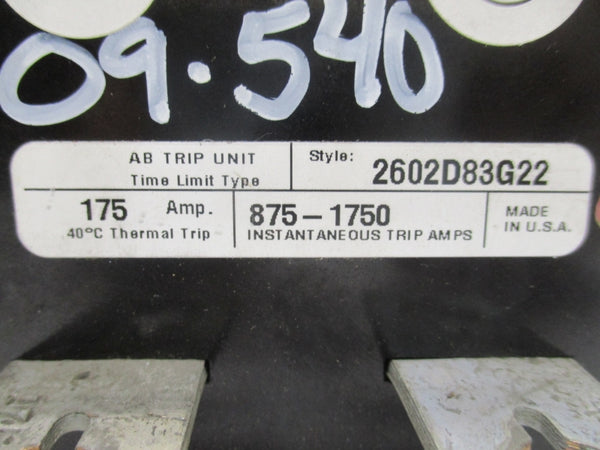 09.540
AB TRIP UNIT
Time Limit Type
Style: 2602D83G22
175 Amp.
40°C Thermal Trip
875-1750
INSTANTANEOUS TRIP AMPS
MADE
IN U.S.A.